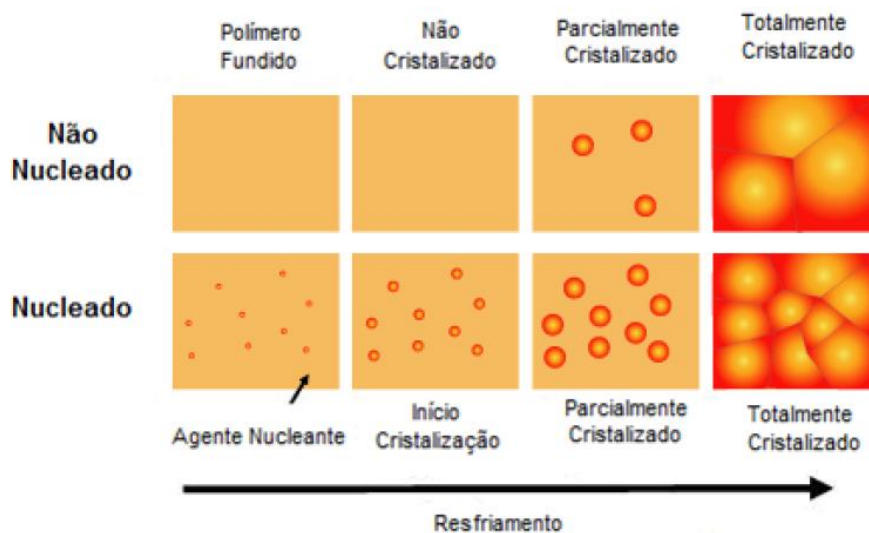 Polímero
Fundido
Não
Cristalizado
Parcialmente
Cristalizado
Totalmente
Cristalizado
Não
Nucleado
Nucleado
Agente Nucleante
Início
Cristalização
Parcialmente
Cristalizado
Totalmente
Cristalizado
Resfriamento